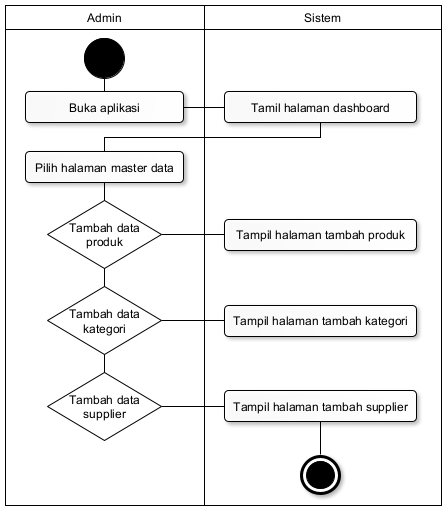 Admin
Sistem
Buka aplikasi
Tamil halaman dashboard
Pilih halaman master data
Tambah data
produk
Tampil halaman tambah produk
Tambah data
kategori
Tampil halaman tambah kategori
Tambah data
supplier
Tampil halaman tambah supplier